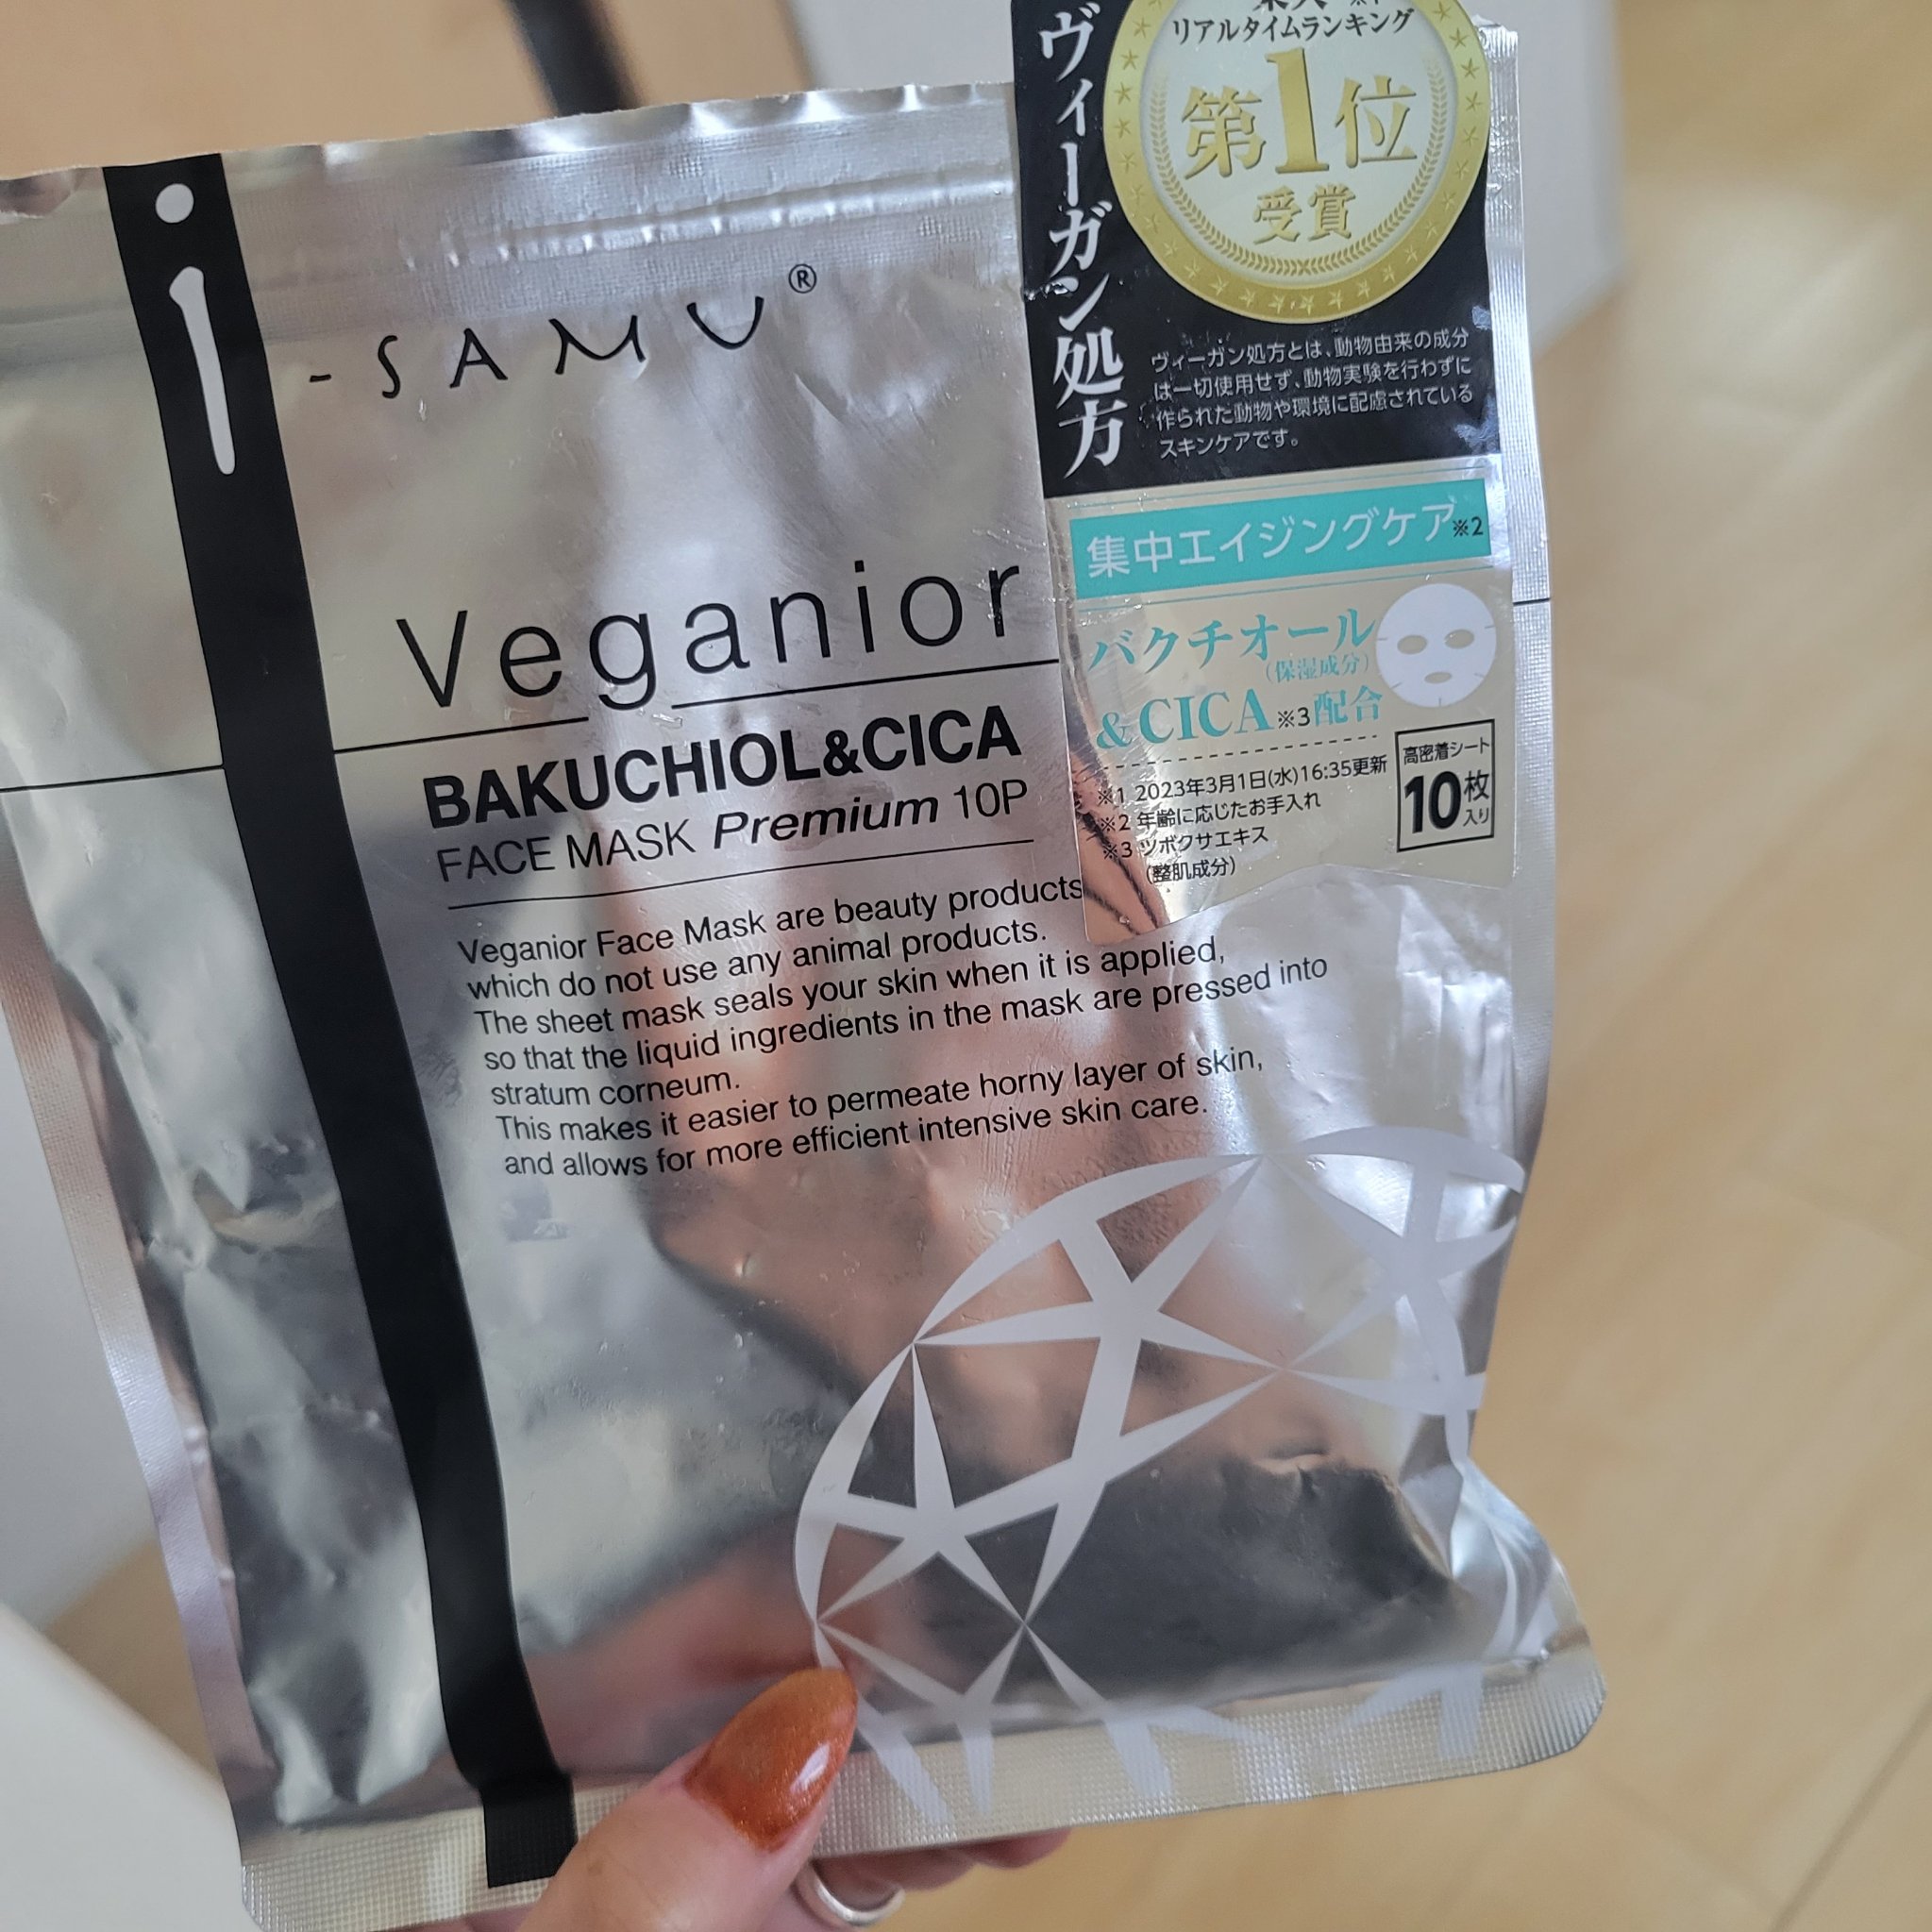 i-SAMU®
Veganior
BAKUCHIOL&CICA
FACE MASK Premium 10P
Veganior Face Mask are beauty products
which do not use any animal products.
The sheet mask seals your skin when it is applied,
so that the liquid ingredients in the mask are pressed into
stratum corneum.
This makes it easier to permeate horny layer of skin,
and allows for more efficient intensive skin care.
ヴィーガン処方
リアルタイムランキング
第1位
受賞
ヴィーガン処方とは、動物由来の成分
は一切使用せず、動物実験を行わずに
作られた動物や環境に配慮されている
スキンケアです。
集中エイジングケア※2
バクチオール
(保湿成分)
&CICA※3配合
※1 2023年3月1日(水)16:35更新
※2 年齢に応じたお手入れ
※3 ツボクサエキス
(整肌成分)
高密着シート
10枚入り